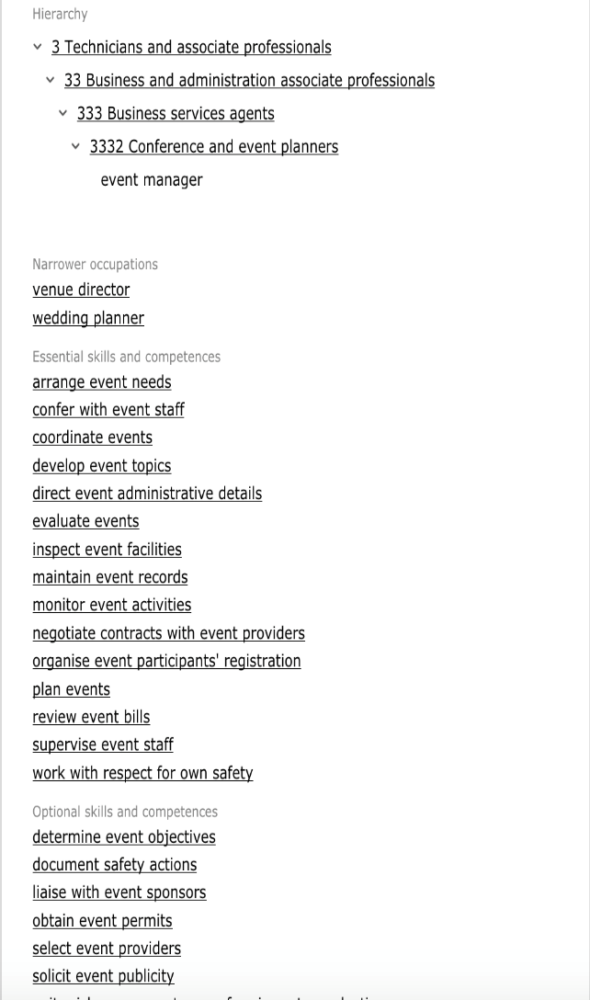 Hierarchy
3 Technicians and associate professionals
33 Business and administration associate professionals
333 Business services agents
3332 Conference and event planners
event manager
Narrower occupations
venue director
wedding planner
Essential skills and competences
arrange event needs
confer with event staff
coordinate events
develop event topics
direct event administrative details
evaluate events
inspect event facilities
maintain event records
monitor event activities
negotiate contracts with event providers
organise event participants' registration
plan events
review event bills
supervise event staff
work with respect for own safety
Optional skills and competences
determine event objectives
document safety actions
liaise with event sponsors
obtain event permits
select event providers
solicit event publicity